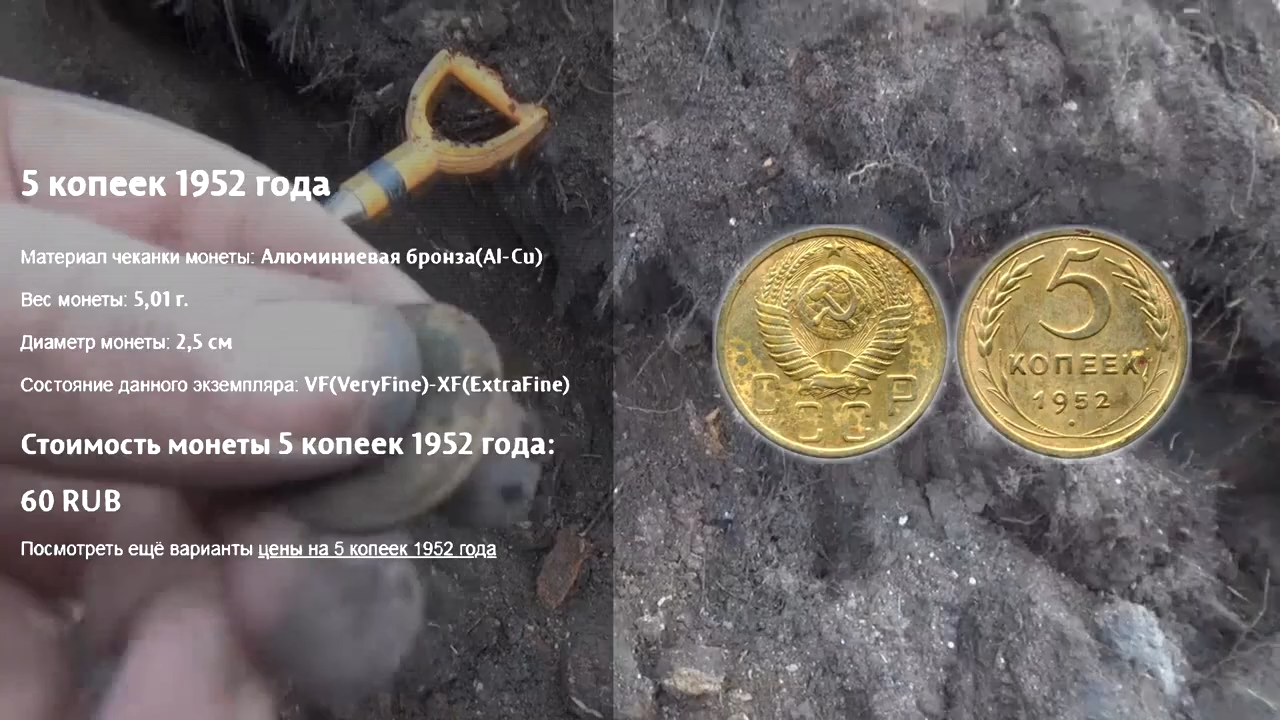 5 копеек 1952 года
Материал чеканки монеты: Алюминиевая бронза(Al-Cu)
Вес монеты: 5,01 г.
Диаметр монеты: 2,5 см
Состояние данного экземпляра: VF(VeryFine)-XF(ExtraFine)
Стоимость монеты 5 копеек 1952 года:
60 RUB
Посмотреть ещё варианты цены на 5 копеек 1952 года
СССР
5
КОПЕЕК
1952